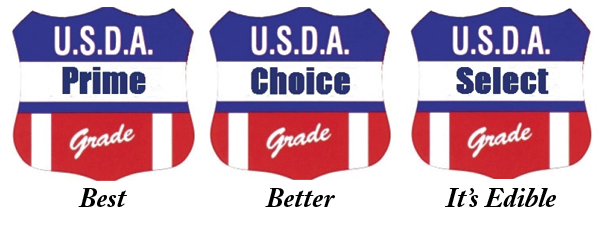 U.S.D.A.
Prime
Grade
Best
U.S.D.A.
Choice
Grade
Better
U.S.D.A.
Select
Grade
It's Edible